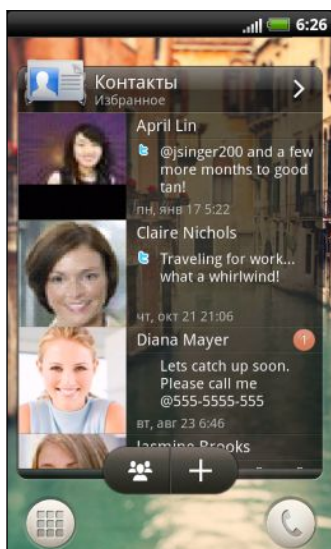 6:26
Контакты
Избранное
April Lin
@jsinger200 and a few
more months to good
tan!
пн, янв 17 5:22
Claire Nichols
Traveling for work...
what a whirlwind!
чт, окт 21 21:06
Diana Mayer
1
Lets catch up soon.
Please call me
@555-5555-555
вт, авг 23 6:46
Jasmine Brooks